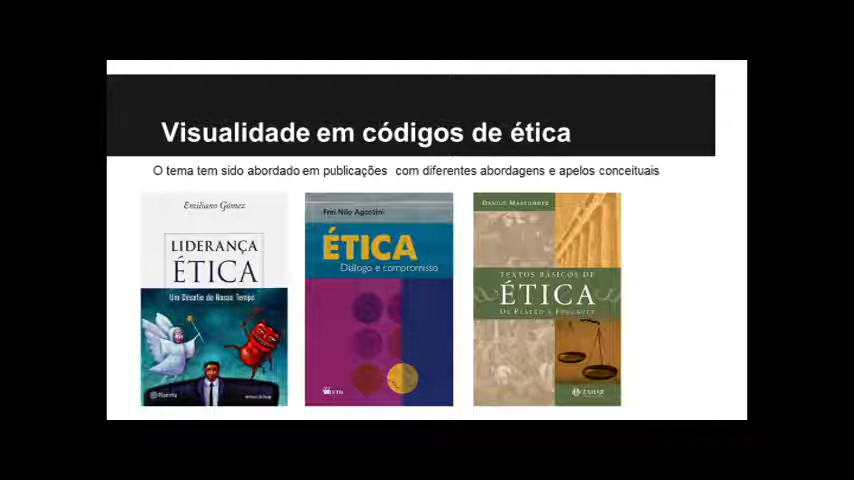 Visualidade em códigos de ética
O tema tem sido abordado em publicações com diferentes abordagens e apelos conceituais
Emiliano Gómez
LIDERANÇA
ÉTICA
Um Desafio do Nosso Tempo
Planeta
Frei Nilo Agostini
ÉTICA
Diálogo e compromisso
FTD
DANILO MARCONDES
TEXTOS BÁSICOS DE
ÉTICA
DE PLATÃO A FOUCAULT
ZAHAR